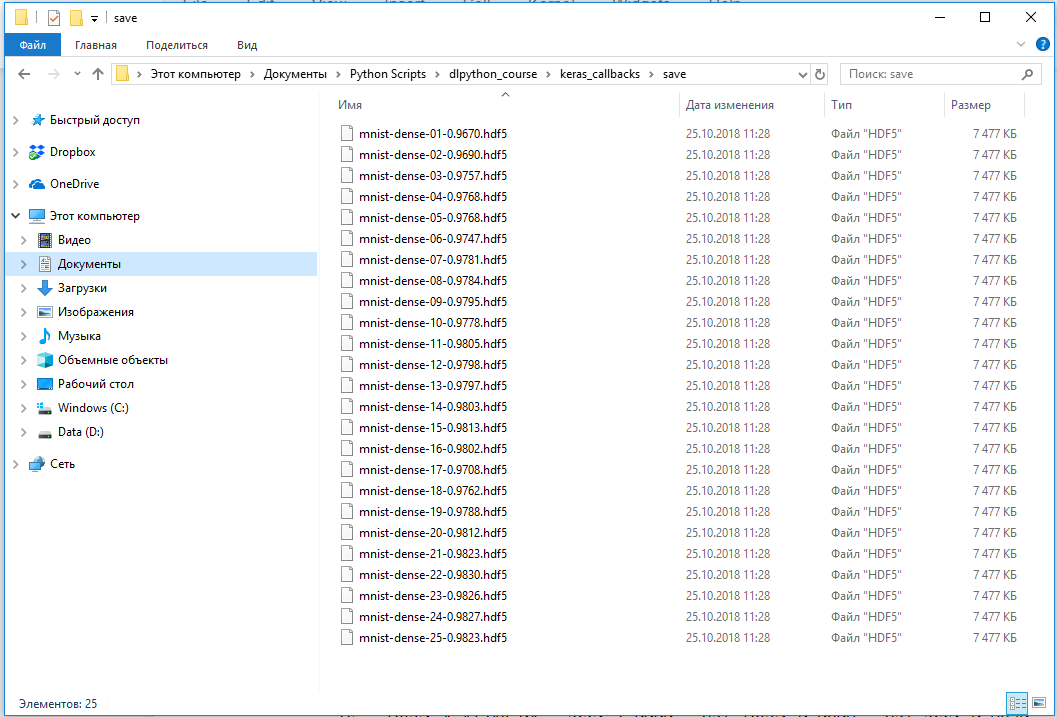 save
Файл Главная Поделиться Вид
Этот компьютер Документы Python Scripts dlpython_course keras_callbacks save Поиск: save
Быстрый доступ
Dropbox
OneDrive
Этот компьютер
Видео
Документы
Загрузки
Изображения
Музыка
Объемные объекты
Рабочий стол
Windows (C:)
Data (D:)
Сеть
Имя Дата изменения Тип Размер
mnist-dense-01-0.9670.hdf5 25.10.2018 11:28 Файл "HDF5" 7 477 КБ
mnist-dense-02-0.9690.hdf5 25.10.2018 11:28 Файл "HDF5" 7 477 КБ
mnist-dense-03-0.9757.hdf5 25.10.2018 11:28 Файл "HDF5" 7 477 КБ
mnist-dense-04-0.9768.hdf5 25.10.2018 11:28 Файл "HDF5" 7 477 КБ
mnist-dense-05-0.9768.hdf5 25.10.2018 11:28 Файл "HDF5" 7 477 КБ
mnist-dense-06-0.9747.hdf5 25.10.2018 11:28 Файл "HDF5" 7 477 КБ
mnist-dense-07-0.9781.hdf5 25.10.2018 11:28 Файл "HDF5" 7 477 КБ
mnist-dense-08-0.9784.hdf5 25.10.2018 11:28 Файл "HDF5" 7 477 КБ
mnist-dense-09-0.9795.hdf5 25.10.2018 11:28 Файл "HDF5" 7 477 КБ
mnist-dense-10-0.9778.hdf5 25.10.2018 11:28 Файл "HDF5" 7 477 КБ
mnist-dense-11-0.9805.hdf5 25.10.2018 11:28 Файл "HDF5" 7 477 КБ
mnist-dense-12-0.9798.hdf5 25.10.2018 11:28 Файл "HDF5" 7 477 КБ
mnist-dense-13-0.9797.hdf5 25.10.2018 11:28 Файл "HDF5" 7 477 КБ
mnist-dense-14-0.9803.hdf5 25.10.2018 11:28 Файл "HDF5" 7 477 КБ
mnist-dense-15-0.9813.hdf5 25.10.2018 11:28 Файл "HDF5" 7 477 КБ
mnist-dense-16-0.9802.hdf5 25.10.2018 11:28 Файл "HDF5" 7 477 КБ
mnist-dense-17-0.9708.hdf5 25.10.2018 11:28 Файл "HDF5" 7 477 КБ
mnist-dense-18-0.9762.hdf5 25.10.2018 11:28 Файл "HDF5" 7 477 КБ
mnist-dense-19-0.9788.hdf5 25.10.2018 11:28 Файл "HDF5" 7 477 КБ
mnist-dense-20-0.9812.hdf5 25.10.2018 11:28 Файл "HDF5" 7 477 КБ
mnist-dense-21-0.9823.hdf5 25.10.2018 11:28 Файл "HDF5" 7 477 КБ
mnist-dense-22-0.9830.hdf5 25.10.2018 11:28 Файл "HDF5" 7 477 КБ
mnist-dense-23-0.9826.hdf5 25.10.2018 11:28 Файл "HDF5" 7 477 КБ
mnist-dense-24-0.9827.hdf5 25.10.2018 11:28 Файл "HDF5" 7 477 КБ
mnist-dense-25-0.9823.hdf5 25.10.2018 11:28 Файл "HDF5" 7 477 КБ
Элементов: 25